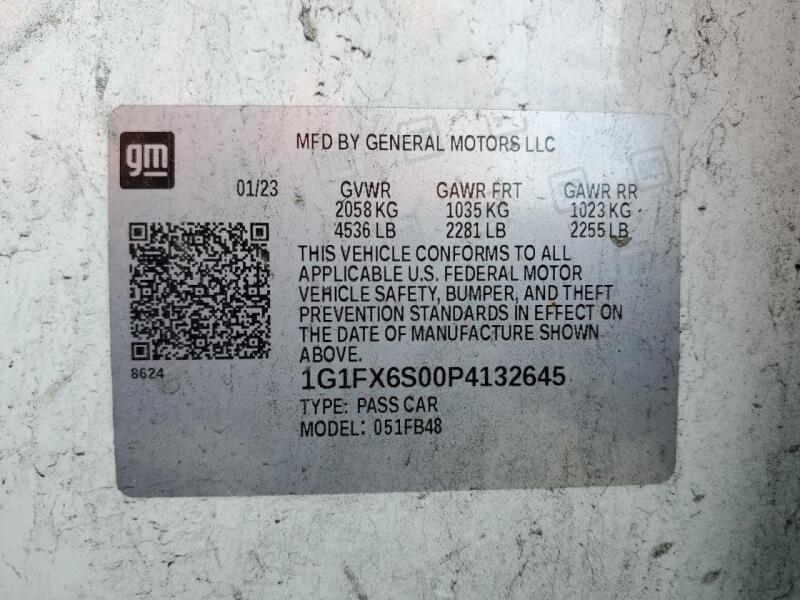 gm
MFD BY GENERAL MOTORS LLC
01/23 GVWR GAWR FRT GAWR RR
2058 KG 1035 KG 1023 KG
4536 LB 2281 LB 2255 LB
THIS VEHICLE CONFORMS TO ALL
APPLICABLE U.S. FEDERAL MOTOR
VEHICLE SAFETY, BUMPER, AND THEFT
PREVENTION STANDARDS IN EFFECT ON
THE DATE OF MANUFACTURE SHOWN
ABOVE.
8624
1G1FX6S00P4132645
TYPE: PASS CAR
MODEL: 051FB48